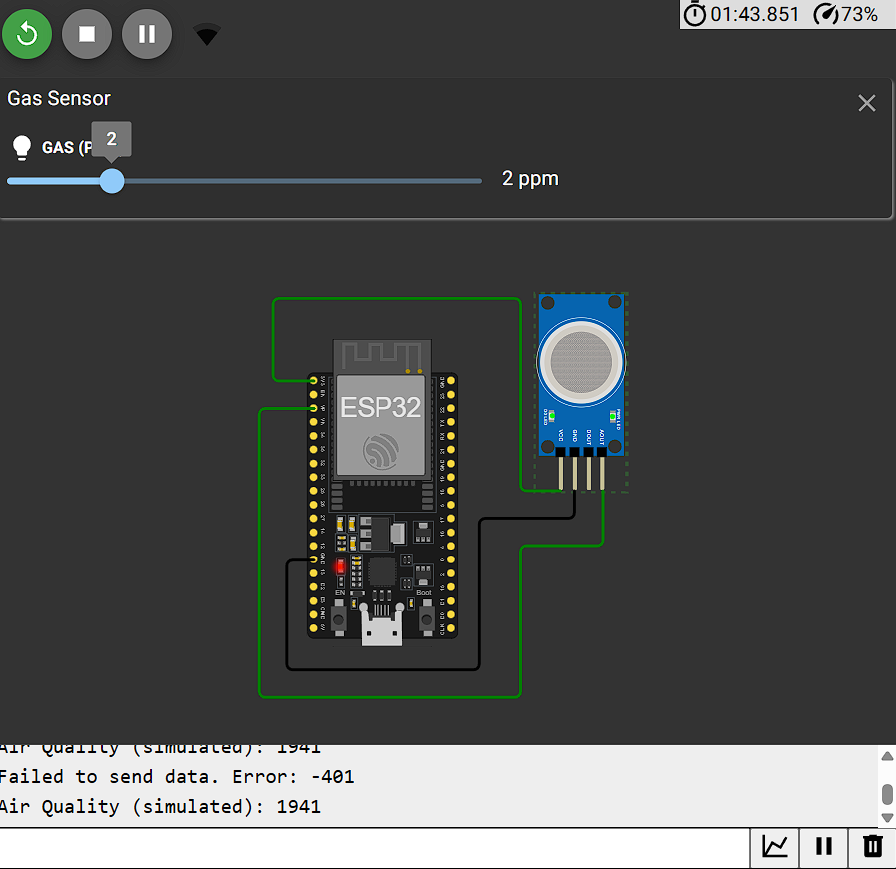 01:43.851 73%
Gas Sensor
GAS (P
2
2 ppm
ESP32
VCC
GND
DOUT
AOUT
EN
Boot
Air Quality (simulated): 1941
Failed to send data. Error: -401
Air Quality (simulated): 1941